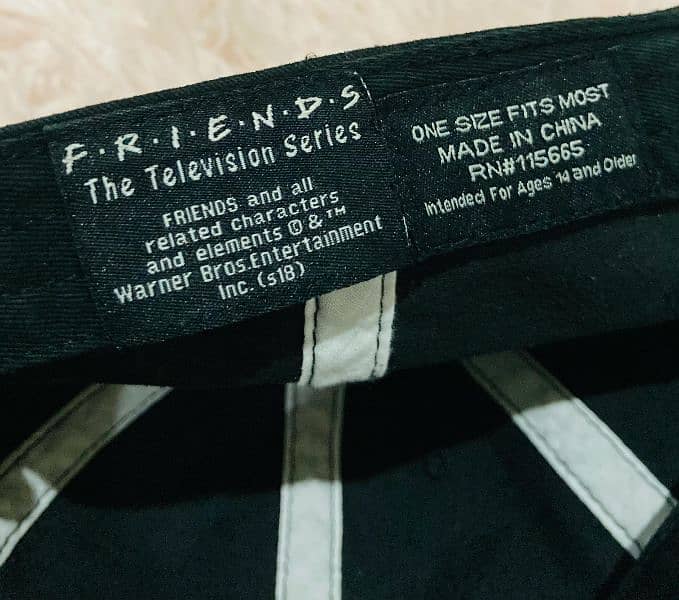 F·R·I·E·N·D·S
The Television Series
FRIENDS and all
related characters
and elements © & ™
Warner Bros.Entertainment
Inc. (s18)
ONE SIZE FITS MOST
MADE IN CHINA
RN#115665
Intended For Ages 14 and Older